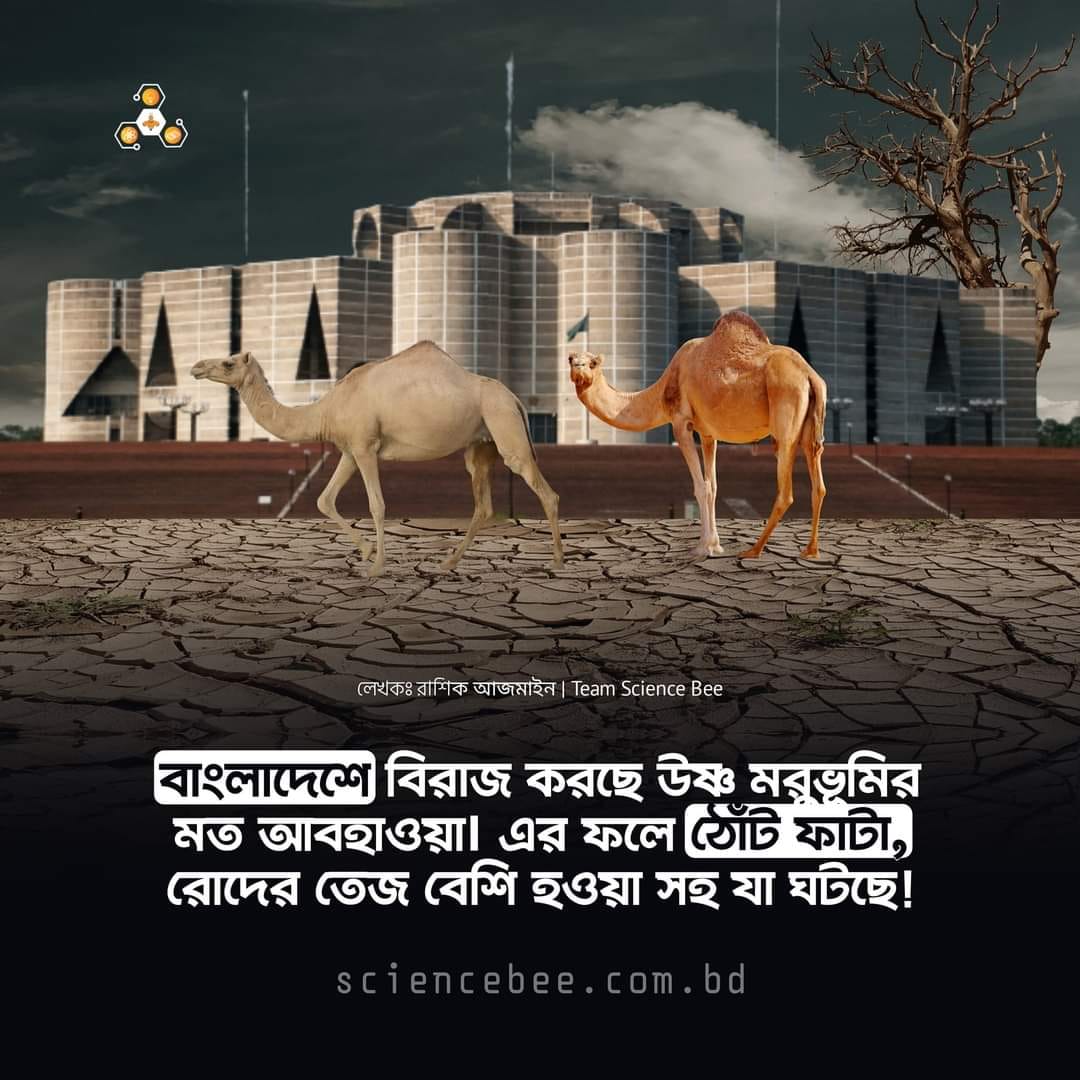 লেখকঃ রাশিক আজমাইন | Team Science Bee
বাংলাদেশে বিরাজ করছে উষ্ণ মরুভূমির
মত আবহাওয়া। এর ফলে ঠোঁট ফাটা,
রোদের তেজ বেশি হওয়া সহ যা ঘটছে!
sciencebee.com.bd